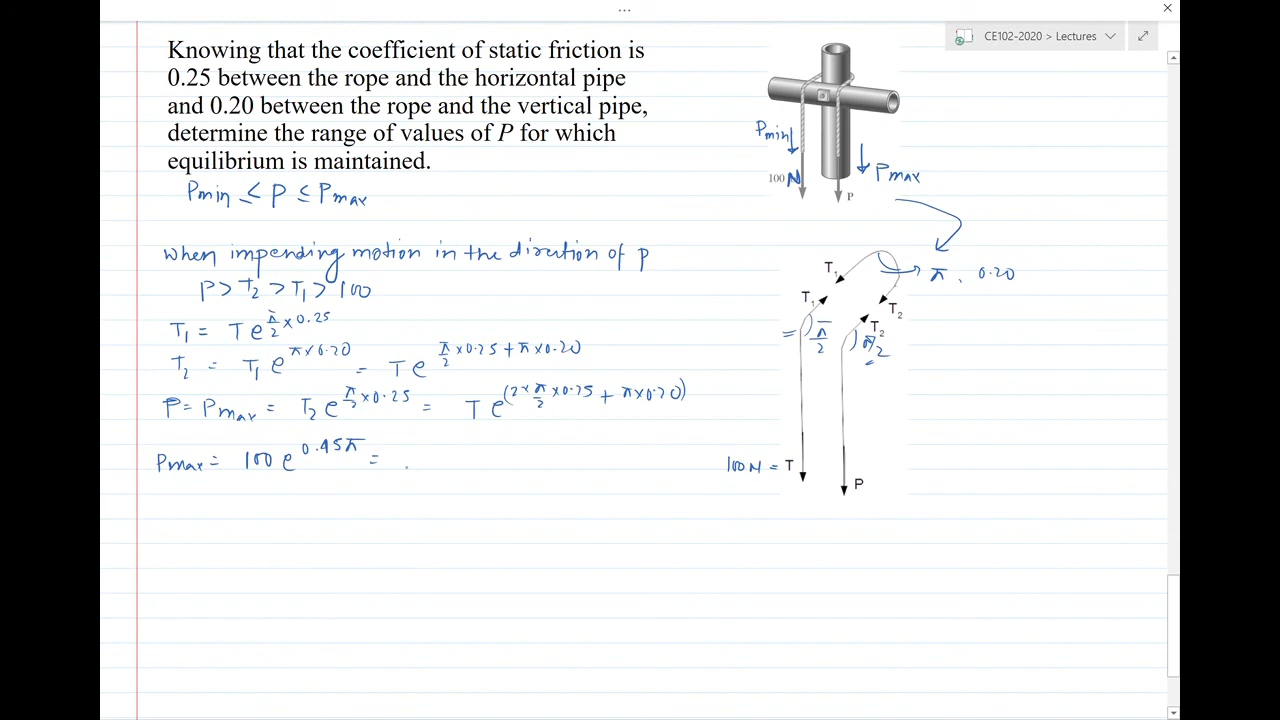 ...
CE102-2020 > Lectures
Knowing that the coefficient of static friction is
0.25 between the rope and the horizontal pipe
and 0.20 between the rope and the vertical pipe,
determine the range of values of P for which
equilibrium is maintained.
Pmin ≤ P ≤ Pmax
Pmin
100 N
P
Pmax
when impending motion in the direction of P
P > T2 > T1 > 100
T1 = T e^(π/2 × 0.25)
T2 = T1 e^(π×0.20) = T e^(π/2 × 0.25 + π × 0.20)
P = Pmax = T2 e^(π/2 × 0.25) = T e^(2 × π/2 × 0.25 + π × 0.20)
Pmax = 100 e^(0.45π) =
T1
π , 0.20
T1
T2
= π/2
T2
π/2
100 N = T
P